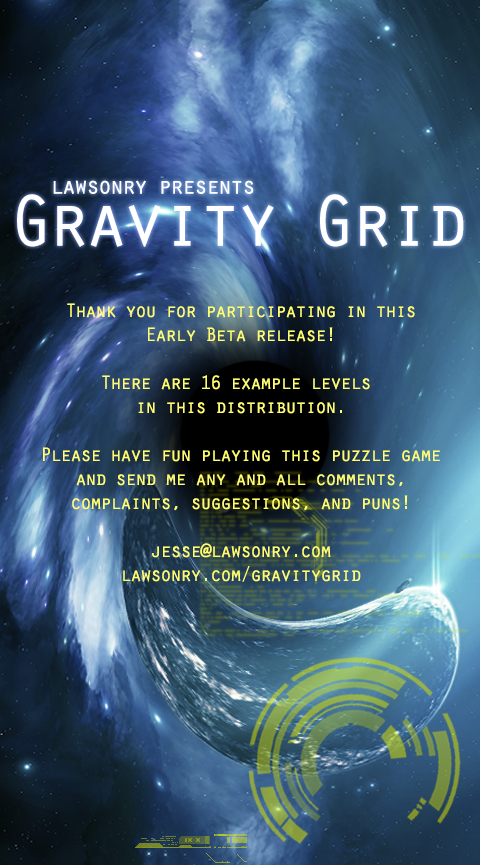 LAWSONRY PRESENTS
GRAVITY GRID
THANK YOU FOR PARTICIPATING IN THIS
EARLY BETA RELEASE!
THERE ARE 16 EXAMPLE LEVELS
IN THIS DISTRIBUTION.
PLEASE HAVE FUN PLAYING THIS PUZZLE GAME
AND SEND ME ANY AND ALL COMMENTS,
COMPLAINTS, SUGGESTIONS, AND PUNS!
JESSE@LAWSONRY.COM
LAWSONRY.COM/GRAVITYGRID